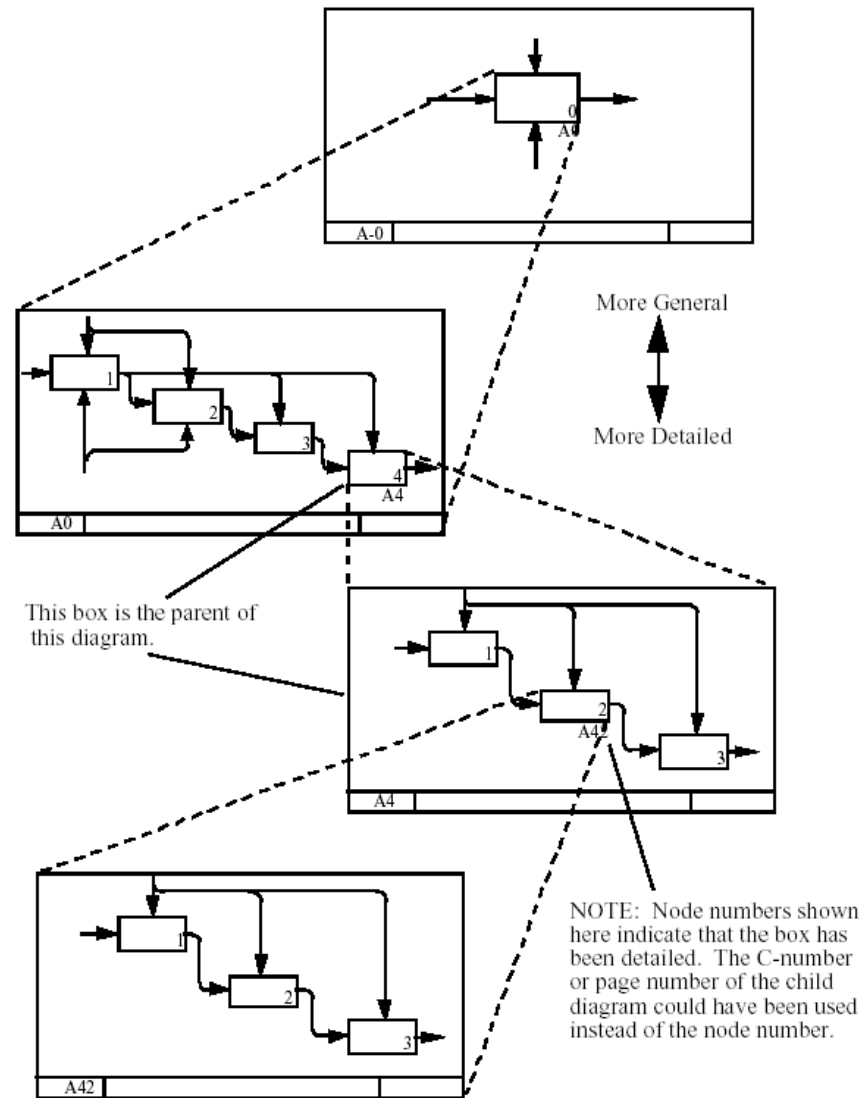 0
A0
A-0
More General
More Detailed
1
2
3
4
A4
A0
This box is the parent of
this diagram.
1
2
A42
3
A4
NOTE: Node numbers shown
here indicate that the box has
been detailed. The C-number
or page number of the child
diagram could have been used
instead of the node number.
1
2
3
A42